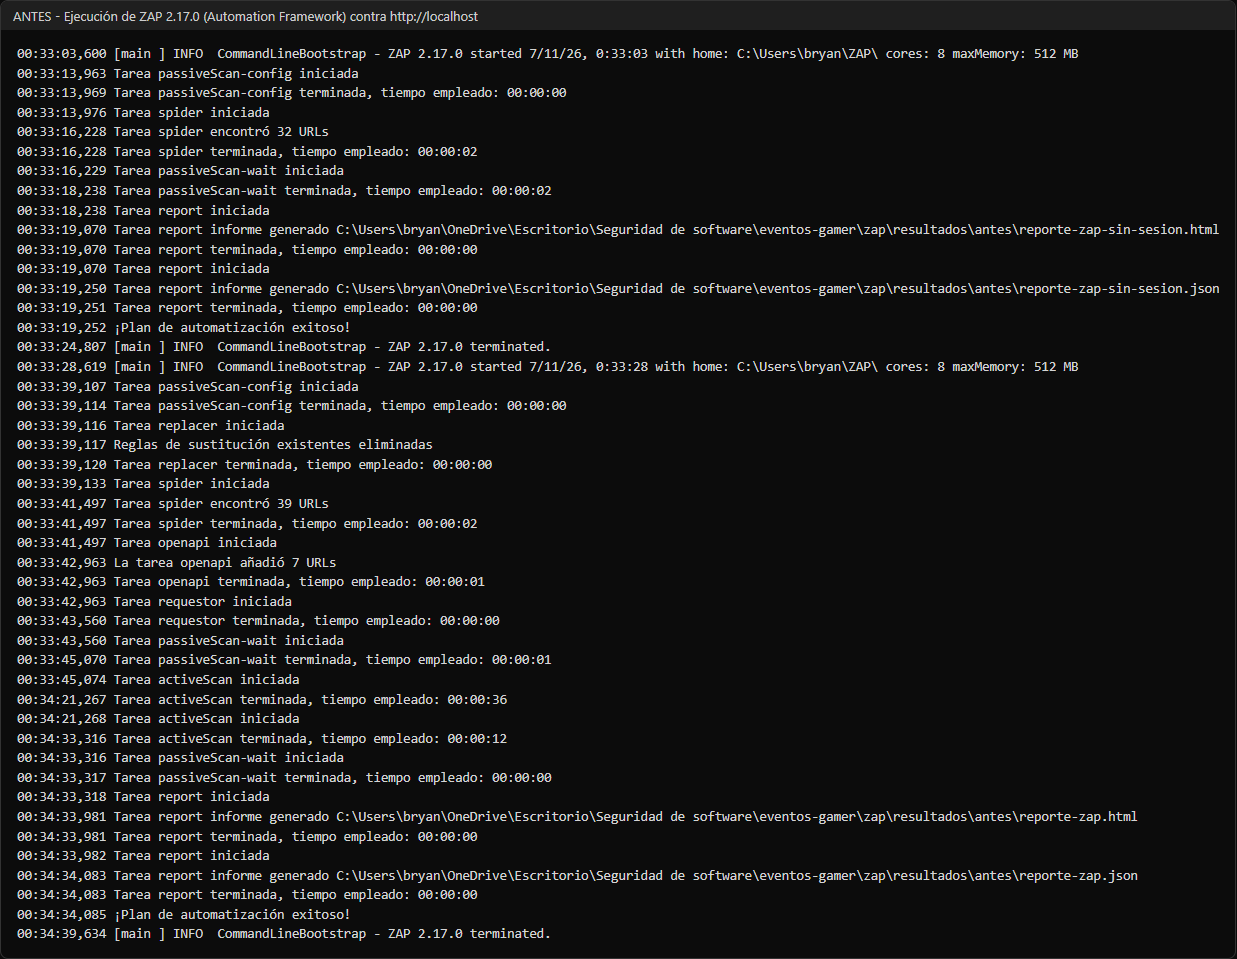 ANTES - Ejecución de ZAP 2.17.0 (Automation Framework) contra http://localhost
00:33:03,600 [main ] INFO  CommandLineBootstrap - ZAP 2.17.0 started 7/11/26, 0:33:03 with home: C:\Users\bryan\ZAP\ cores: 8 maxMemory: 512 MB
00:33:13,963 Tarea passiveScan-config iniciada
00:33:13,969 Tarea passiveScan-config terminada, tiempo empleado: 00:00:00
00:33:13,976 Tarea spider iniciada
00:33:16,228 Tarea spider encontró 32 URLs
00:33:16,228 Tarea spider terminada, tiempo empleado: 00:00:02
00:33:16,229 Tarea passiveScan-wait iniciada
00:33:18,238 Tarea passiveScan-wait terminada, tiempo empleado: 00:00:02
00:33:18,238 Tarea report iniciada
00:33:19,070 Tarea report informe generado C:\Users\bryan\OneDrive\Escritorio\Seguridad de software\eventos-gamer\zap\resultados\antes\reporte-zap-sin-sesion.html
00:33:19,070 Tarea report terminada, tiempo empleado: 00:00:00
00:33:19,070 Tarea report iniciada
00:33:19,250 Tarea report informe generado C:\Users\bryan\OneDrive\Escritorio\Seguridad de software\eventos-gamer\zap\resultados\antes\reporte-zap-sin-sesion.json
00:33:19,251 Tarea report terminada, tiempo empleado: 00:00:00
00:33:19,252 ¡Plan de automatización exitoso!
00:33:24,807 [main ] INFO  CommandLineBootstrap - ZAP 2.17.0 terminated.
00:33:28,619 [main ] INFO  CommandLineBootstrap - ZAP 2.17.0 started 7/11/26, 0:33:28 with home: C:\Users\bryan\ZAP\ cores: 8 maxMemory: 512 MB
00:33:39,107 Tarea passiveScan-config iniciada
00:33:39,114 Tarea passiveScan-config terminada, tiempo empleado: 00:00:00
00:33:39,116 Tarea replacer iniciada
00:33:39,117 Reglas de sustitución existentes eliminadas
00:33:39,120 Tarea replacer terminada, tiempo empleado: 00:00:00
00:33:39,133 Tarea spider iniciada
00:33:41,497 Tarea spider encontró 39 URLs
00:33:41,497 Tarea spider terminada, tiempo empleado: 00:00:02
00:33:41,497 Tarea openapi iniciada
00:33:42,963 La tarea openapi añadió 7 URLs
00:33:42,963 Tarea openapi terminada, tiempo empleado: 00:00:01
00:33:42,963 Tarea requestor iniciada
00:33:43,560 Tarea requestor terminada, tiempo empleado: 00:00:00
00:33:43,560 Tarea passiveScan-wait iniciada
00:33:45,070 Tarea passiveScan-wait terminada, tiempo empleado: 00:00:01
00:33:45,074 Tarea activeScan iniciada
00:34:21,267 Tarea activeScan terminada, tiempo empleado: 00:00:36
00:34:21,268 Tarea activeScan iniciada
00:34:33,316 Tarea activeScan terminada, tiempo empleado: 00:00:12
00:34:33,316 Tarea passiveScan-wait iniciada
00:34:33,317 Tarea passiveScan-wait terminada, tiempo empleado: 00:00:00
00:34:33,318 Tarea report iniciada
00:34:33,981 Tarea report informe generado C:\Users\bryan\OneDrive\Escritorio\Seguridad de software\eventos-gamer\zap\resultados\antes\reporte-zap.html
00:34:33,981 Tarea report terminada, tiempo empleado: 00:00:00
00:34:33,982 Tarea report iniciada
00:34:34,083 Tarea report informe generado C:\Users\bryan\OneDrive\Escritorio\Seguridad de software\eventos-gamer\zap\resultados\antes\reporte-zap.json
00:34:34,083 Tarea report terminada, tiempo empleado: 00:00:00
00:34:34,085 ¡Plan de automatización exitoso!
00:34:39,634 [main ] INFO  CommandLineBootstrap - ZAP 2.17.0 terminated.